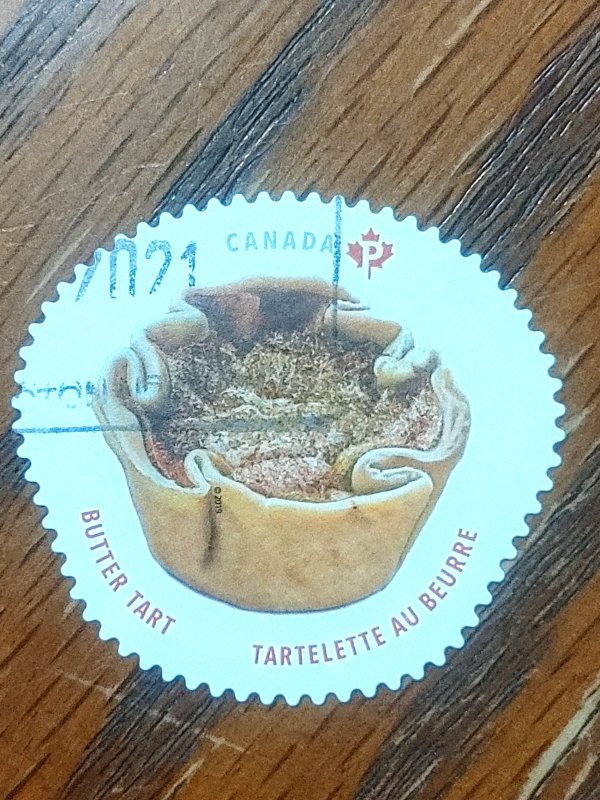 2021
CANADA
P
© 2019
BUTTER TART
TARTELETTE AU BEURRE